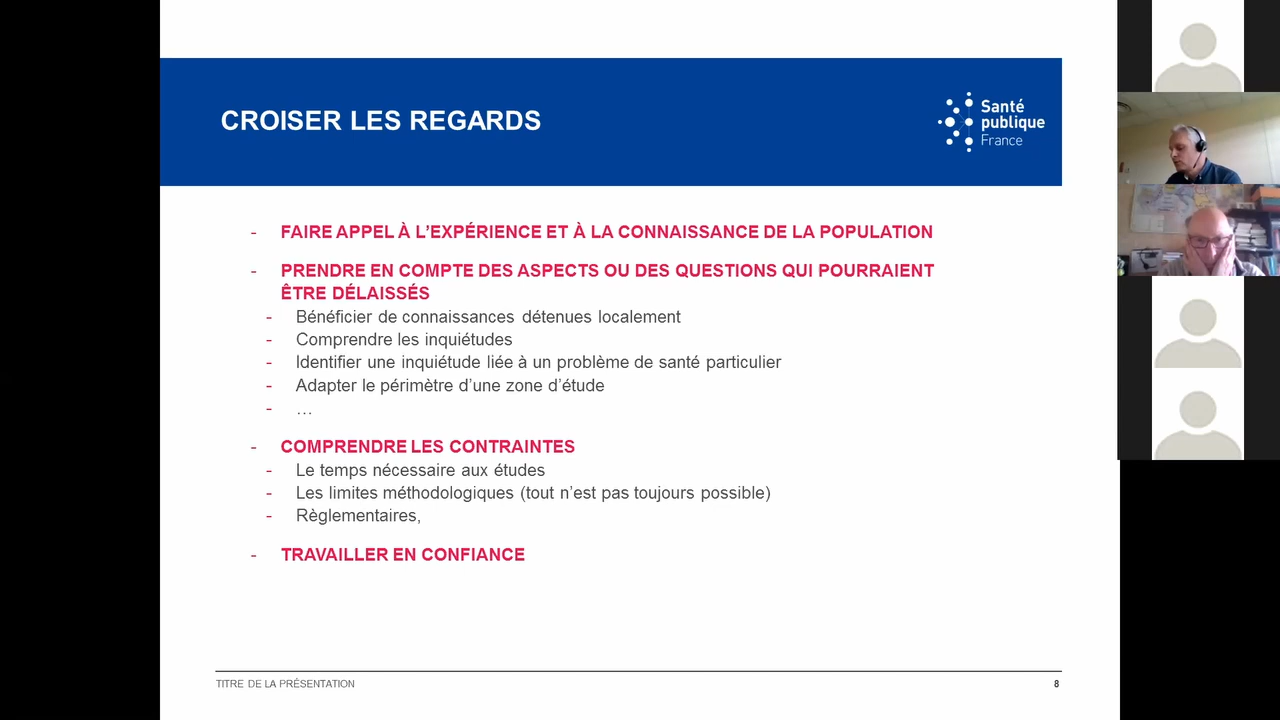 CROISER LES REGARDS
Santé
publique
France
- FAIRE APPEL À L’EXPÉRIENCE ET À LA CONNAISSANCE DE LA POPULATION
- PRENDRE EN COMPTE DES ASPECTS OU DES QUESTIONS QUI POURRAIENT
ÊTRE DÉLAISSÉS
- Bénéficier de connaissances détenues localement
- Comprendre les inquiétudes
- Identifier une inquiétude liée à un problème de santé particulier
- Adapter le périmètre d’une zone d’étude
- …
- COMPRENDRE LES CONTRAINTES
- Le temps nécessaire aux études
- Les limites méthodologiques (tout n’est pas toujours possible)
- Règlementaires,
- TRAVAILLER EN CONFIANCE
TITRE DE LA PRÉSENTATION
8